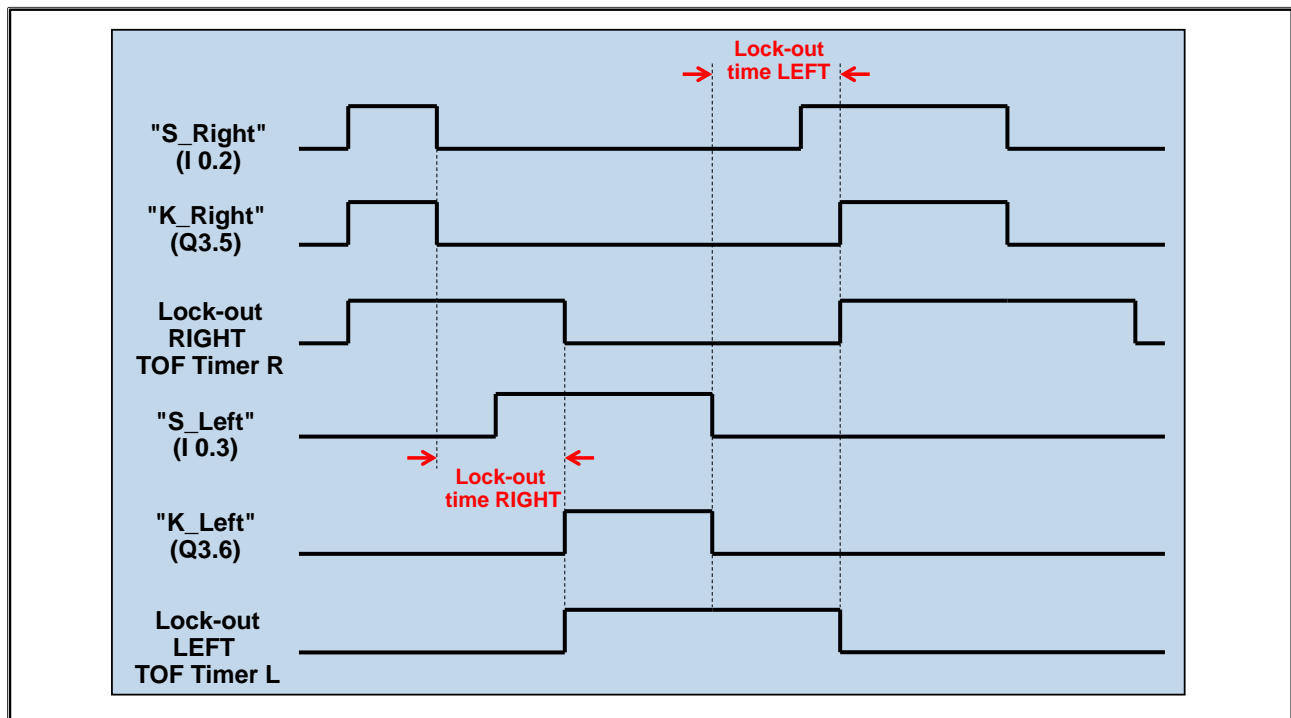 Lock-out
time LEFT
"S_Right"
(I 0.2)
"K_Right"
(Q3.5)
Lock-out
RIGHT
TOF Timer R
"S_Left"
(I 0.3)
Lock-out
time RIGHT
"K_Left"
(Q3.6)
Lock-out
LEFT
TOF Timer L